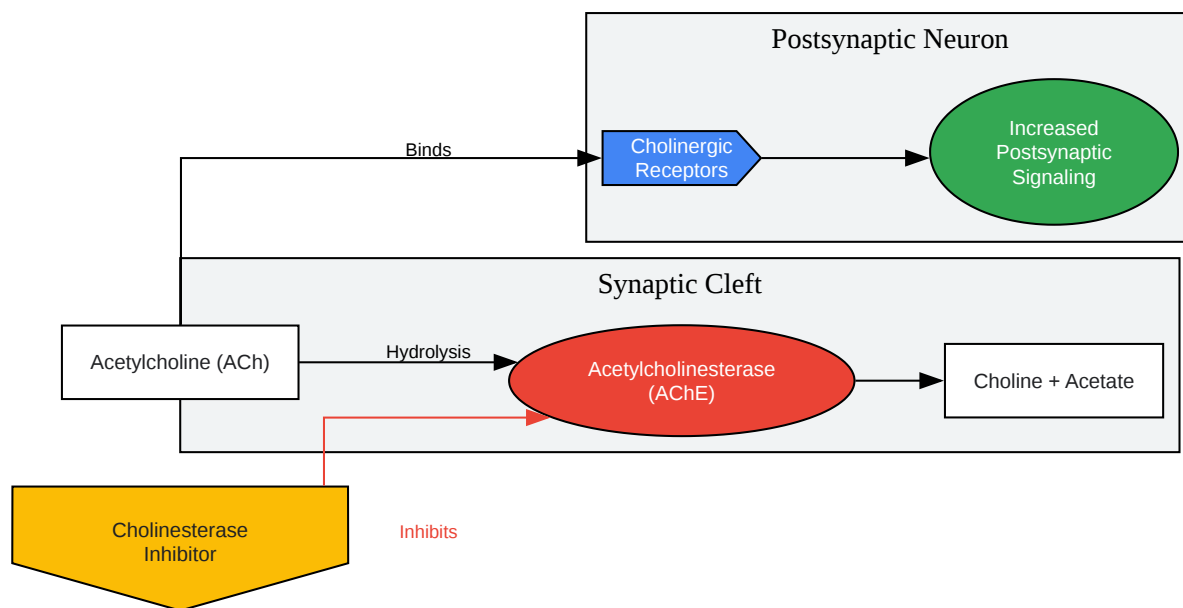 Postsynaptic Neuron
Binds
Cholinergic
Receptors
Increased
Postsynaptic
Signaling
Synaptic Cleft
Acetylcholine (ACh)
Hydrolysis
Acetylcholinesterase
(AChE)
Choline + Acetate
Cholinesterase
Inhibitor
Inhibits